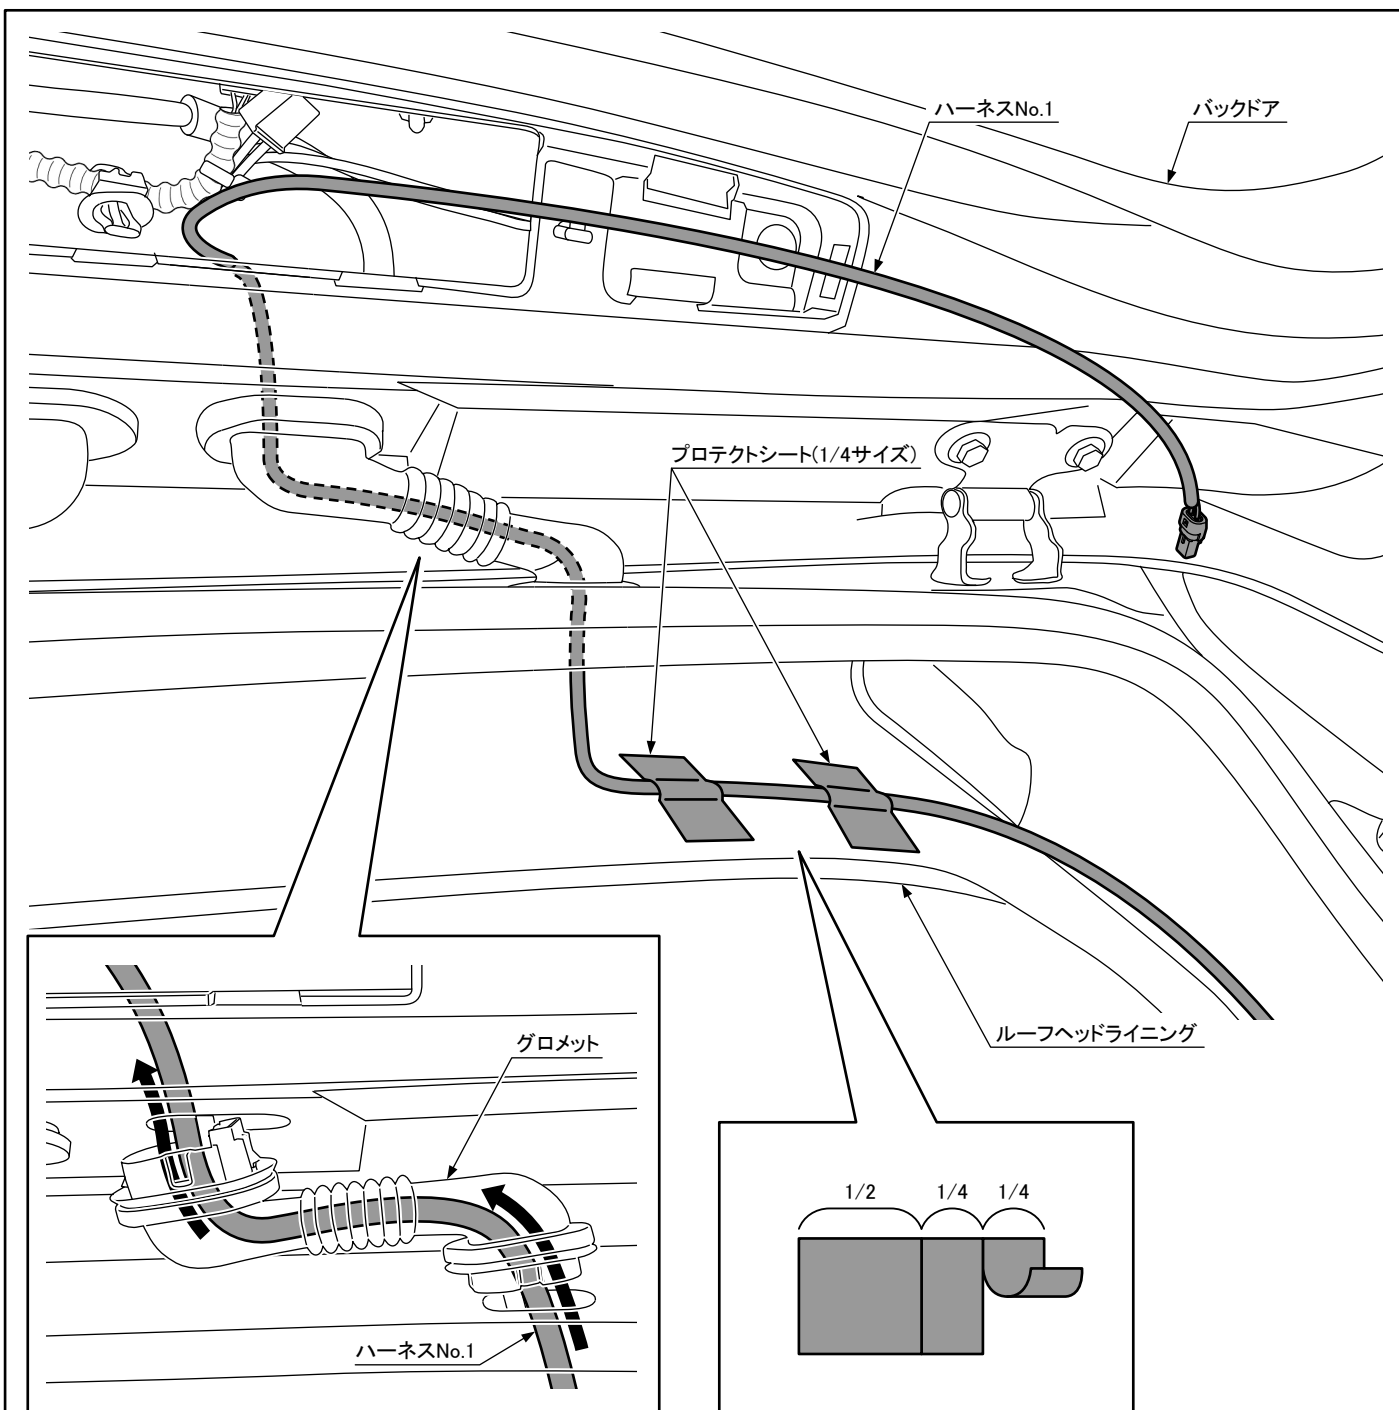 ハーネスNo.1
バックドア
プロテクトシート(1/4サイズ)
ルーフヘッドライニング
グロメット
ハーネスNo.1
1/2 1/4 1/4